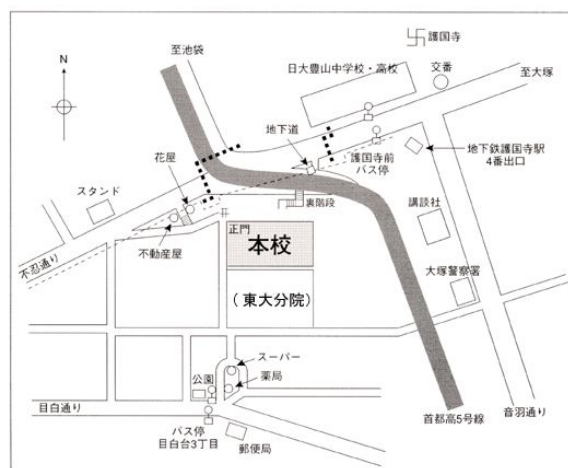 護国寺
至池袋
日大豊山中学校・高校
交番
至大塚
N
地下道
花屋
護国寺前
バス停
地下鉄護国寺駅
4番出口
スタンド
裏階段
講談社
正門
本校
不動産屋
不忍通り
(東大分院)
大塚警察署
スーパー
公園
薬局
目白通り
バス停
目白台3丁目
郵便局
首都高5号線
音羽通り